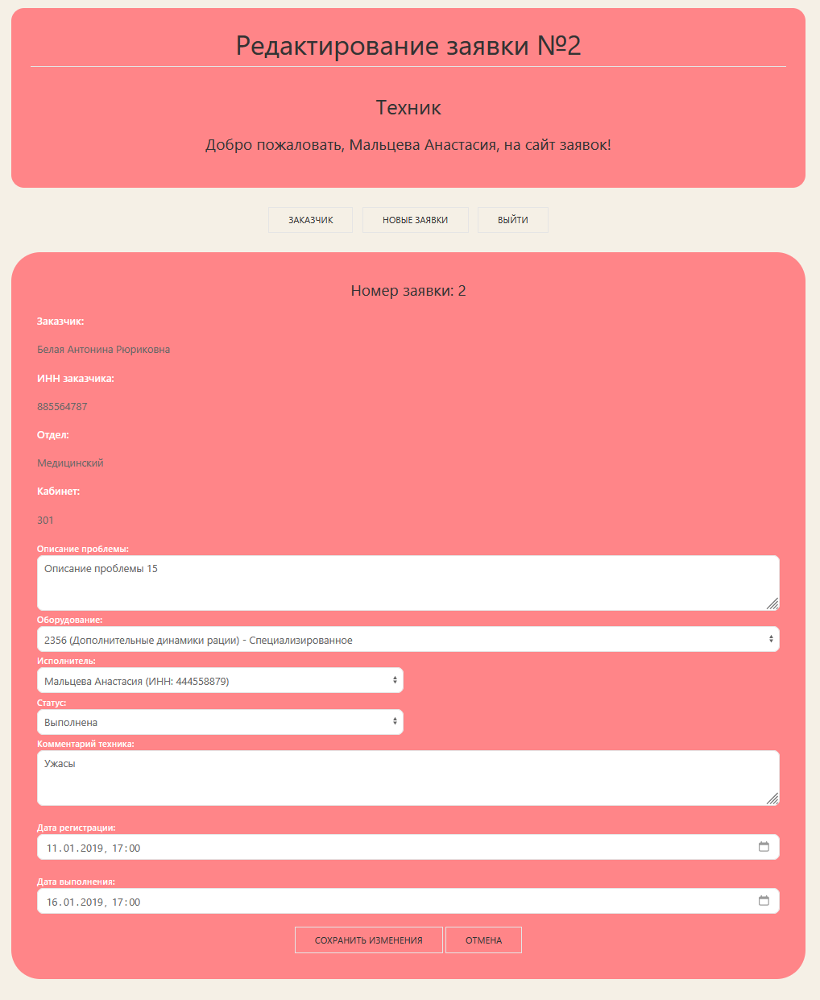 Редактирование заявки №2
Техник
Добро пожаловать, Мальцева Анастасия, на сайт заявок!
ЗАКАЗЧИК
НОВЫЕ ЗАЯВКИ
ВЫЙТИ
Номер заявки: 2
Заказчик:
Белая Антонина Рюриковна
ИНН заказчика:
885564787
Отдел:
Медицинский
Кабинет:
301
Описание проблемы:
Описание проблемы 15
Оборудование:
2356 (Дополнительные динамики рации) - Специализированное
Исполнитель:
Мальцева Анастасия (ИНН: 444558879)
Статус:
Выполнена
Комментарий техника:
Ужасы
Дата регистрации:
11.01.2019, 17:00
Дата выполнения:
16.01.2019, 17:00
СОХРАНИТЬ ИЗМЕНЕНИЯ
ОТМЕНА